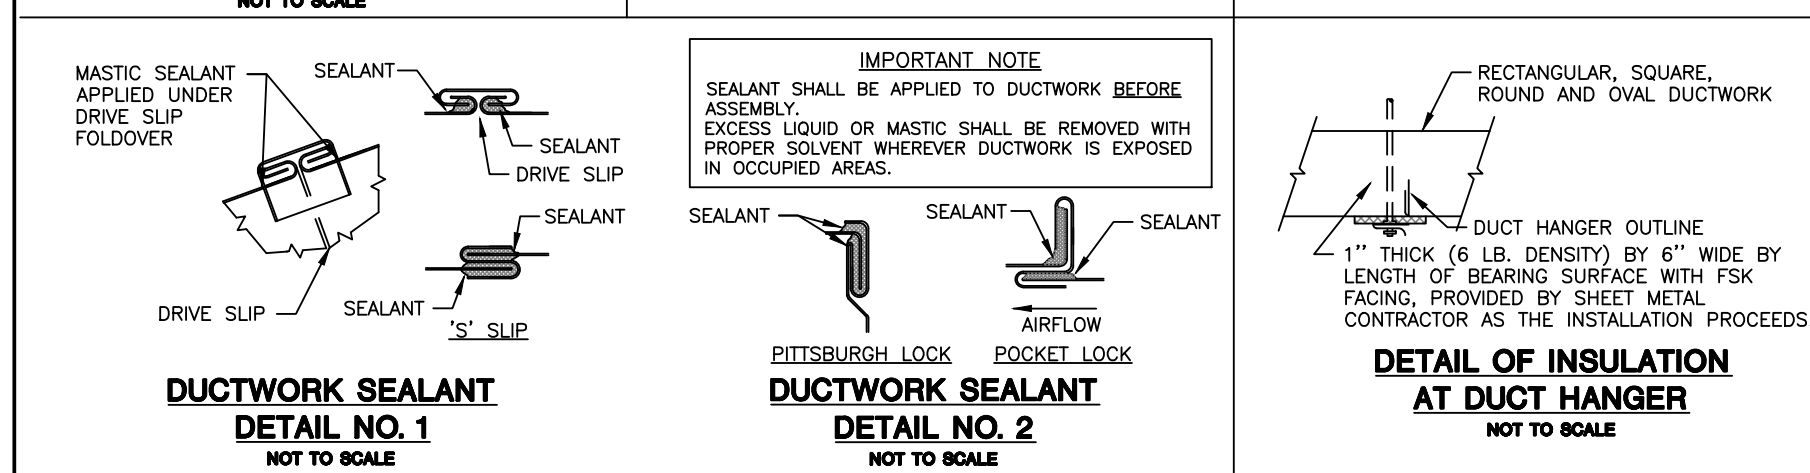 NOT TO SCALE
MASTIC SEALANT
APPLIED UNDER
DRIVE SLIP
FOLDOVER
SEALANT
SEALANT
DRIVE SLIP
SEALANT
SEALANT
'S' SLIP
DRIVE SLIP
DUCTWORK SEALANT
DETAIL NO. 1
NOT TO SCALE
IMPORTANT NOTE
SEALANT SHALL BE APPLIED TO DUCTWORK BEFORE
ASSEMBLY.
EXCESS LIQUID OR MASTIC SHALL BE REMOVED WITH
PROPER SOLVENT WHEREVER DUCTWORK IS EXPOSED
IN OCCUPIED AREAS.
SEALANT
SEALANT
SEALANT
AIRFLOW
PITTSBURGH LOCK
POCKET LOCK
DUCTWORK SEALANT
DETAIL NO. 2
NOT TO SCALE
RECTANGULAR, SQUARE,
ROUND AND OVAL DUCTWORK
DUCT HANGER OUTLINE
1'' THICK (6 LB. DENSITY) BY 6'' WIDE BY
LENGTH OF BEARING SURFACE WITH FSK
FACING, PROVIDED BY SHEET METAL
CONTRACTOR AS THE INSTALLATION PROCEEDS
DETAIL OF INSULATION
AT DUCT HANGER
NOT TO SCALE